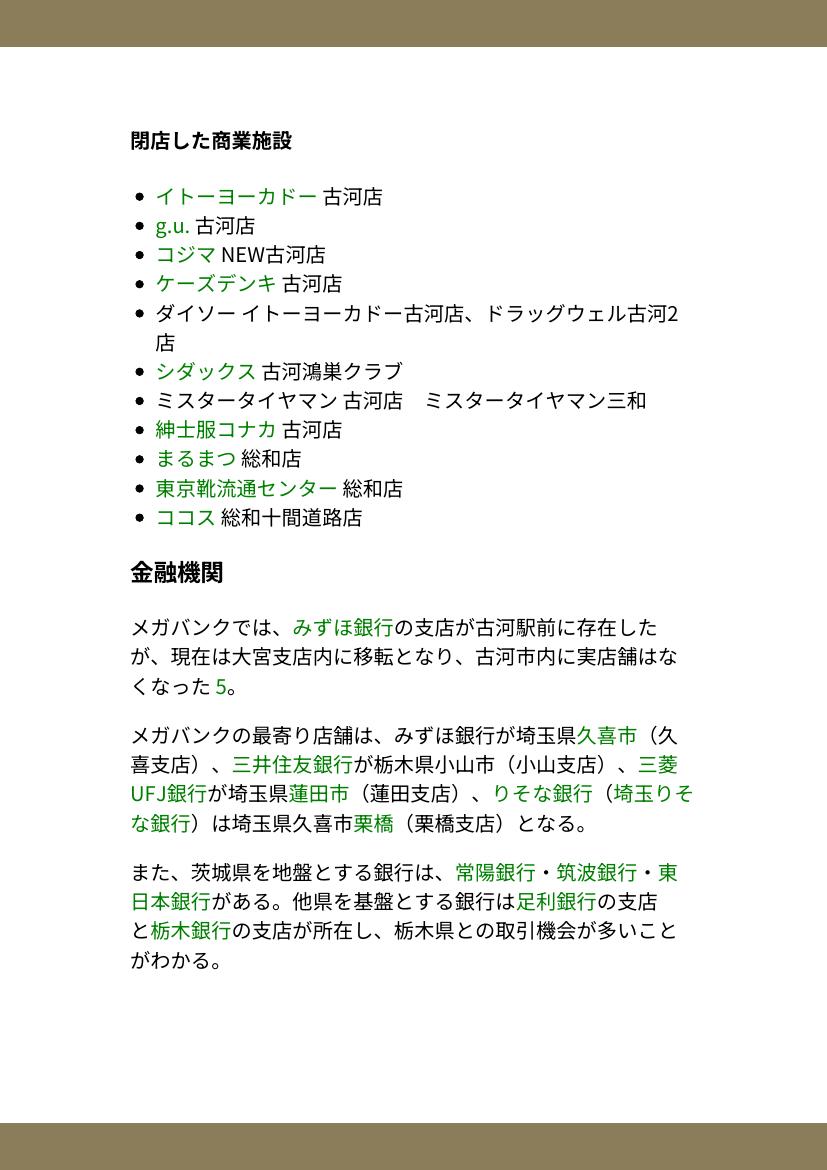 閉店した商業施設
イトーヨーカドー 古河店
g.u. 古河店
コジマ NEW古河店
ケーズデンキ 古河店
ダイソー イトーヨーカドー古河店、ドラッグウェル古河2
店
シダックス 古河鴻巣クラブ
ミスタータイヤマン 古河店　ミスタータイヤマン三和
紳士服コナカ 古河店
まるまつ 総和店
東京靴流通センター 総和店
ココス 総和十間道路店
金融機関
メガバンクでは、みずほ銀行の支店が古河駅前に存在した
が、現在は大宮支店内に移転となり、古河市内に実店舗はな
くなった 5。
メガバンクの最寄り店舗は、みずほ銀行が埼玉県久喜市（久
喜支店）、三井住友銀行が栃木県小山市（小山支店）、三菱
UFJ銀行が埼玉県蓮田市（蓮田支店）、りそな銀行（埼玉りそ
な銀行）は埼玉県久喜市栗橋（栗橋支店）となる。
また、茨城県を地盤とする銀行は、常陽銀行・筑波銀行・東
日本銀行がある。他県を基盤とする銀行は足利銀行の支店
と栃木銀行の支店が所在し、栃木県との取引機会が多いこと
がわかる。